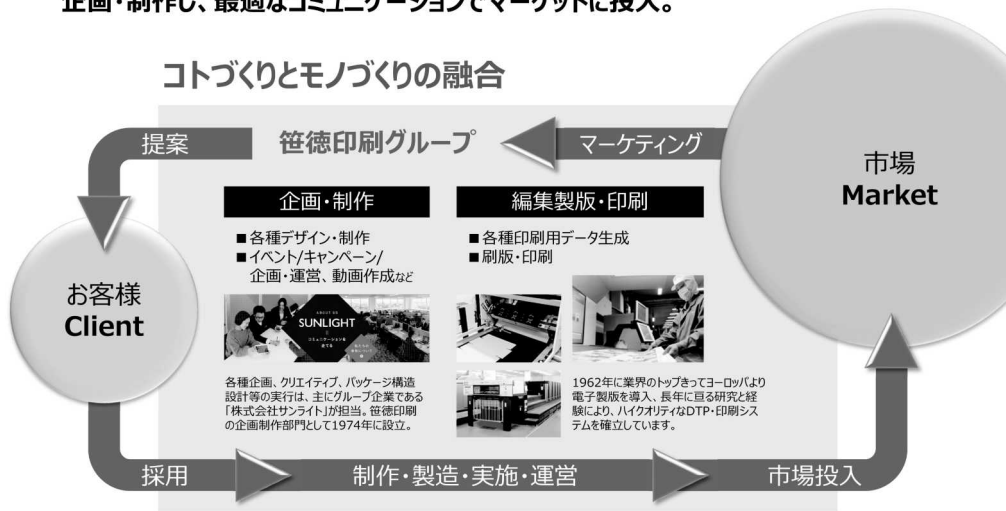 企画・制作し、最適なコミュニケーションでマーケットに投入。
コトづくりとモノづくりの融合
提案
笹徳印刷グループ
マーケティング
市場
Market
企画・制作
■各種デザイン・制作
■イベント/キャンペーン/
企画・運営、動画作成など
編集製版・印刷
■各種印刷用データ生成
■刷版・印刷
お客様
Client
ABOUT US
SUNLIGHT
コミュニケーションを
各種企画、クリエイティブ、パッケージ構造
設計等の実行は、主にグループ企業である
「株式会社サンライト」が担当。笹徳印刷
の企画制作部門として1974年に設立。
1962年に業界のトップきってヨーロッパより
電子製版を導入、長年に亘る研究と経
験により、ハイクオリティなDTP・印刷シス
テムを確立しています。
採用
制作・製造・実施・運営
市場投入